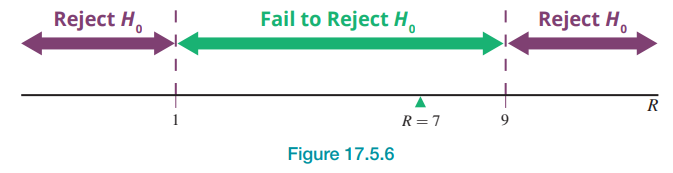 Reject H₀ Fail to Reject H₀ Reject H₀
R
1 R = 7 9
Figure 17.5.6